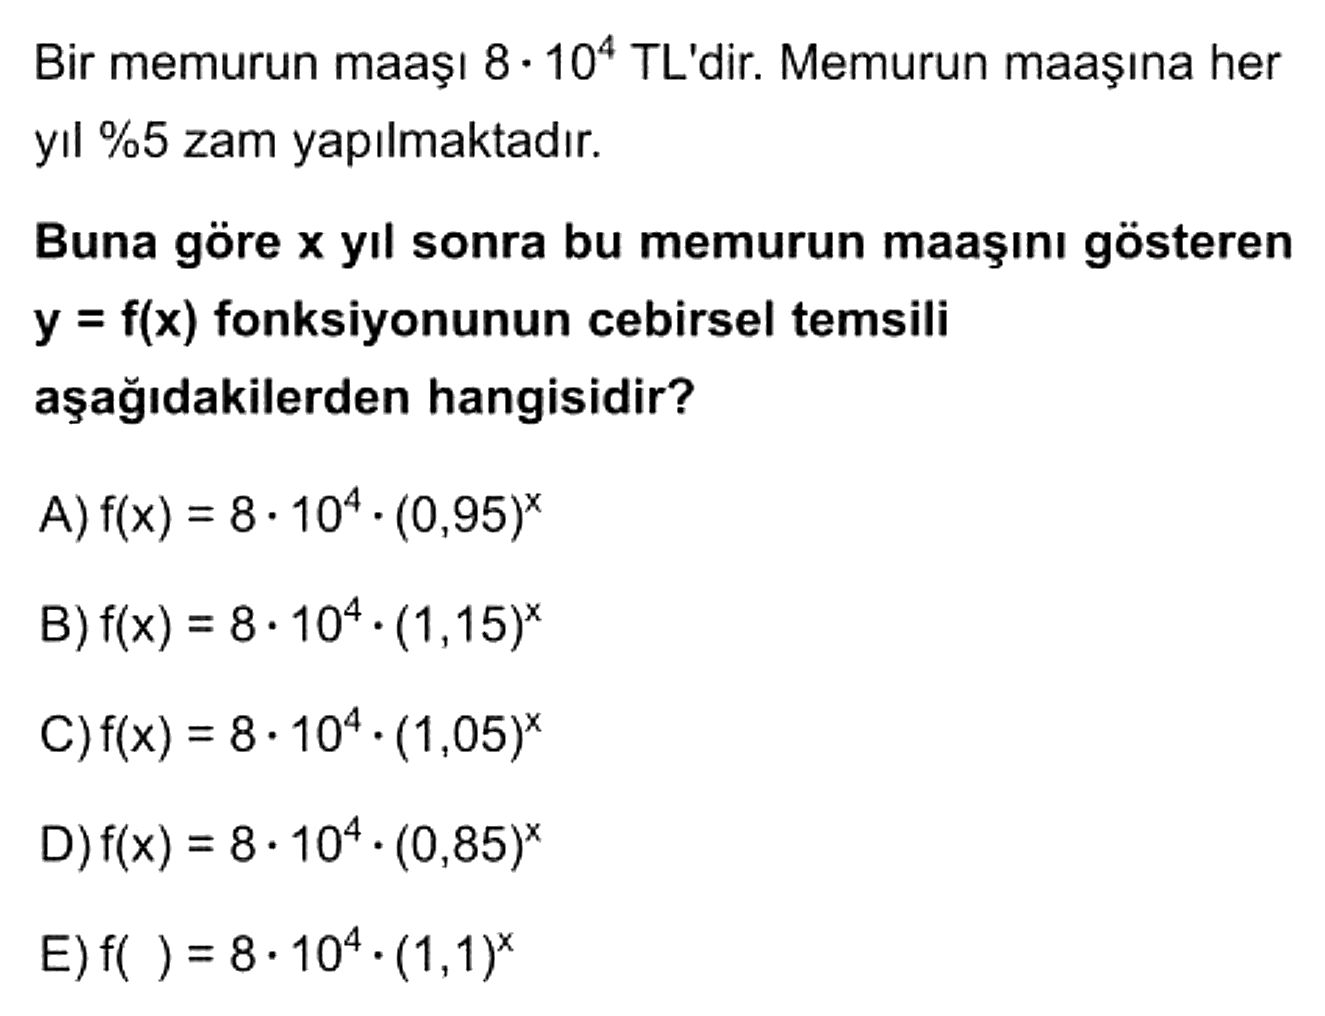 Bir memurun maaşı 8 · 10⁴ TL'dir. Memurun maaşına her
yıl %5 zam yapılmaktadır.
Buna göre x yıl sonra bu memurun maaşını gösteren
y = f(x) fonksiyonunun cebirsel temsili
aşağıdakilerden hangisidir?
A) f(x) = 8 · 10⁴ · (0,95)ˣ
B) f(x) = 8 · 10⁴ · (1,15)ˣ
C) f(x) = 8 · 10⁴ · (1,05)ˣ
D) f(x) = 8 · 10⁴ · (0,85)ˣ
E) f( ) = 8 · 10⁴ · (1,1)ˣ